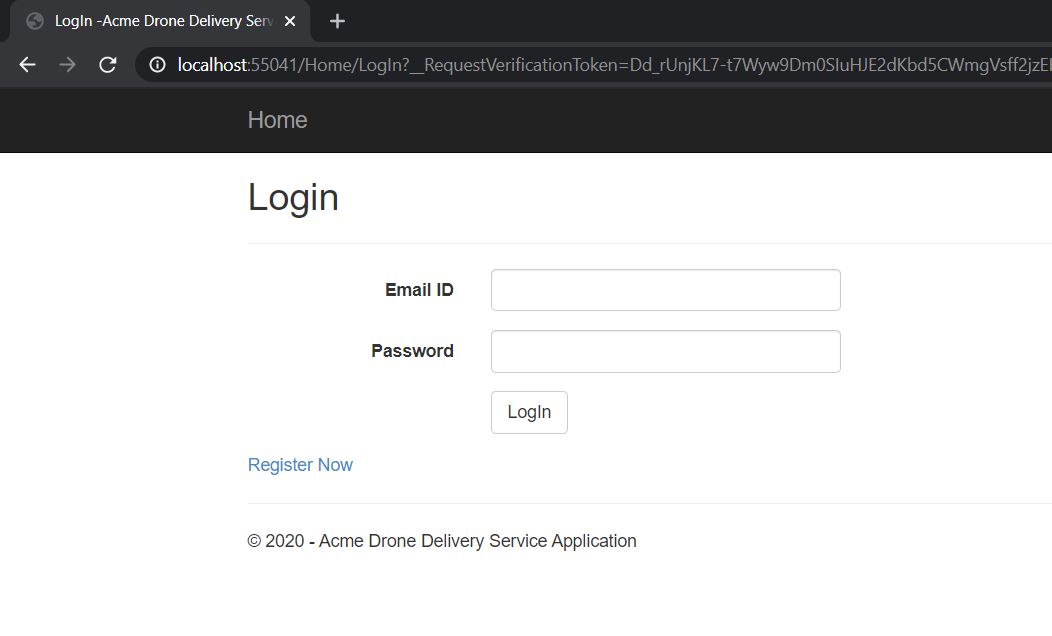 LogIn -Acme Drone Delivery Serv
localhost:55041/Home/LogIn?__RequestVerificationToken=Dd_rUnjKL7-t7Wyw9Dm0SIuHJE2dKbd5CWmgVsff2jzE
Home
Login
Email ID
Password
LogIn
Register Now
© 2020 - Acme Drone Delivery Service Application